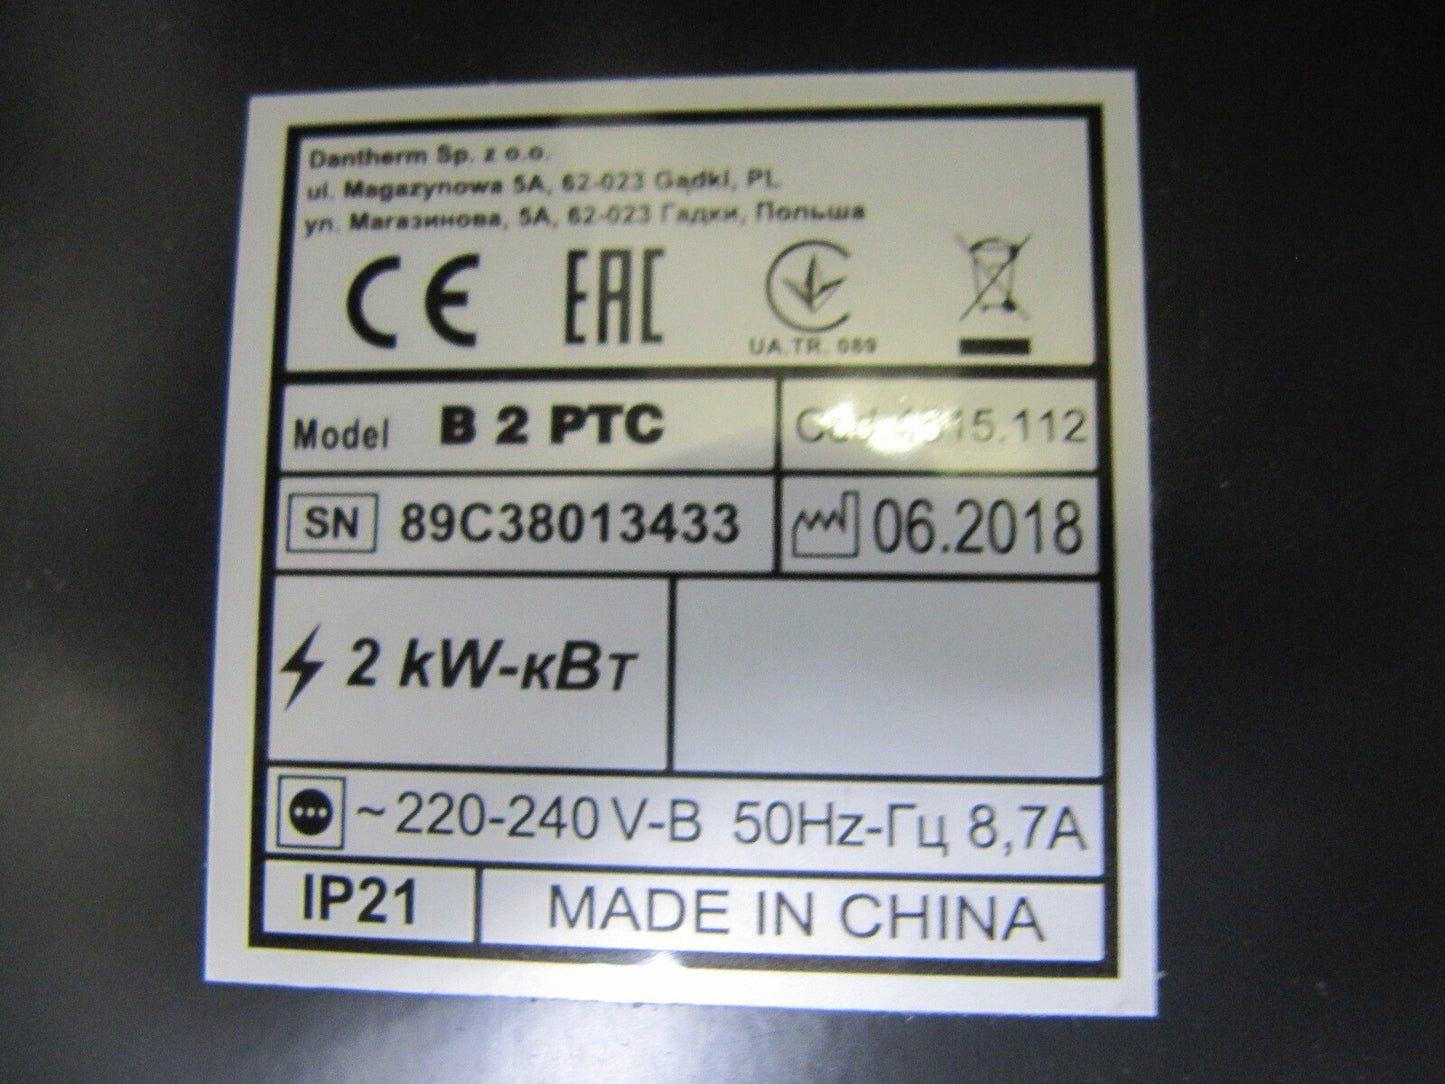 Dantherm Sp. z o.o.
ul. Magazynowa 5A, 62-023 Gądki, PL
ул. Магазинова, 5A, 62-023 Гадки, Польша
CE EAC
UA.TR. 089
Model B 2 PTC
SN 89C38013433 06.2018
2 kW-кВт
~220-240 V-В 50Hz-Гц 8,7A
IP21 MADE IN CHINA